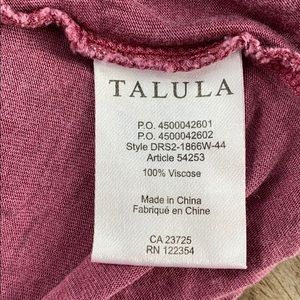 TALULA
P.O. 4500042601
P.O. 4500042602
Style DRS2-1866W-44
Article 54253
100% Viscose
Made in China
Fabriqué en Chine
CA 23725
RN 122354